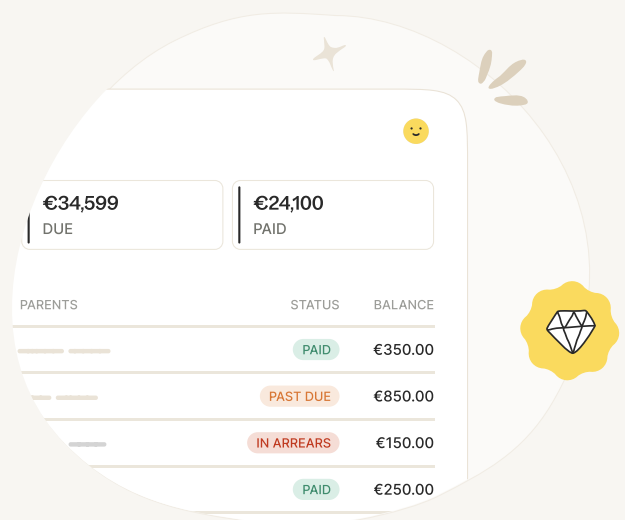 €34,599 €24,100
DUE PAID
PARENTS STATUS BALANCE
PAID €350.00
PAST DUE €850.00
IN ARREARS €150.00
PAID €250.00